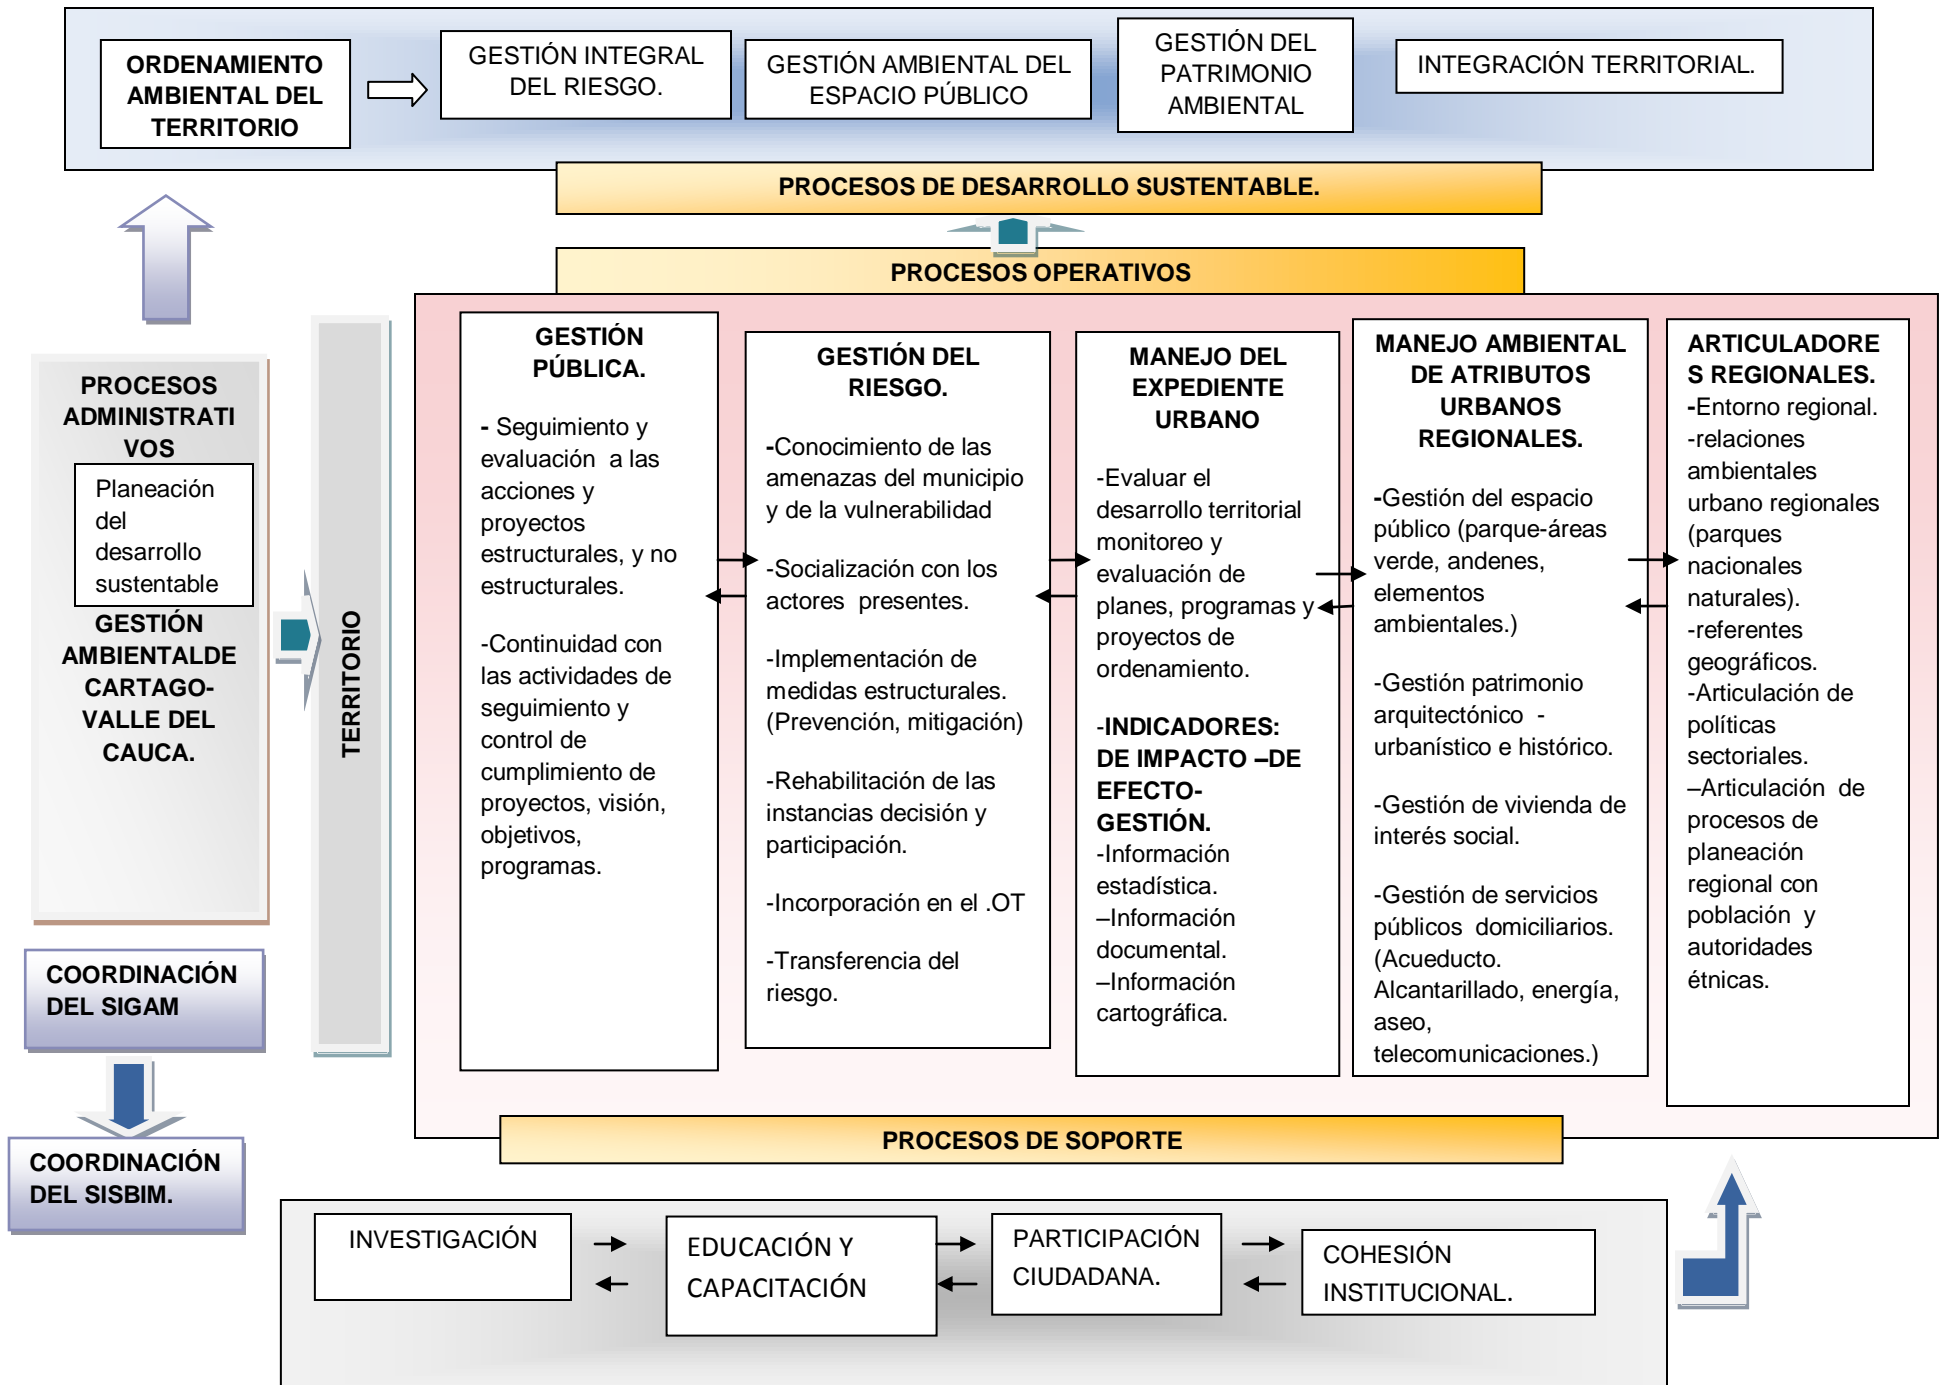 ORDENAMIENTO
AMBIENTAL DEL
TERRITORIO
GESTIÓN INTEGRAL
DEL RIESGO.
GESTIÓN AMBIENTAL DEL
ESPACIO PÚBLICO
GESTIÓN DEL
PATRIMONIO
AMBIENTAL
INTEGRACIÓN TERRITORIAL.
PROCESOS DE DESARROLLO SUSTENTABLE.
PROCESOS OPERATIVOS
PROCESOS
ADMINISTRATI
VOS
Planeación
del
desarrollo
sustentable
GESTIÓN
AMBIENTALDE
CARTAGO-
VALLE DEL
CAUCA.
TERRITORIO
GESTIÓN
PÚBLICA.
- Seguimiento y
evaluación  a las
acciones y
proyectos
estructurales, y no
estructurales.
-Continuidad con
las actividades de
seguimiento y
control de
cumplimiento de
proyectos, visión,
objetivos,
programas.
GESTIÓN DEL
RIESGO.
-Conocimiento de las
amenazas del municipio
y de la vulnerabilidad
-Socialización con los
actores  presentes.
-Implementación de
medidas estructurales.
(Prevención, mitigación)
-Rehabilitación de las
instancias decisión y
participación.
-Incorporación en el .OT
-Transferencia del
riesgo.
MANEJO DEL
EXPEDIENTE
URBANO
-Evaluar el
desarrollo territorial
monitoreo y
evaluación de
planes, programas y
proyectos de
ordenamiento.
-INDICADORES:
DE IMPACTO –DE
EFECTO-
GESTIÓN.
-Información
estadística.
–Información
documental.
–Información
cartográfica.
MANEJO AMBIENTAL
DE ATRIBUTOS
URBANOS
REGIONALES.
-Gestión del espacio
público (parque-áreas
verde, andenes,
elementos
ambientales.)
-Gestión patrimonio
arquitectónico  -
urbanístico e histórico.
-Gestión de vivienda de
interés social.
-Gestión de servicios
públicos  domiciliarios.
(Acueducto.
Alcantarillado, energía,
aseo,
telecomunicaciones.)
ARTICULADORE
S REGIONALES.
-Entorno regional.
-relaciones
ambientales
urbano regionales
(parques
nacionales
naturales).
-referentes
geográficos.
-Articulación de
políticas
sectoriales.
–Articulación  de
procesos de
planeación
regional con
población  y
autoridades
étnicas.
COORDINACIÓN
DEL SIGAM
COORDINACIÓN
DEL SISBIM.
PROCESOS DE SOPORTE
INVESTIGACIÓN
EDUCACIÓN Y
CAPACITACIÓN
PARTICIPACIÓN
CIUDADANA.
COHESIÓN
INSTITUCIONAL.